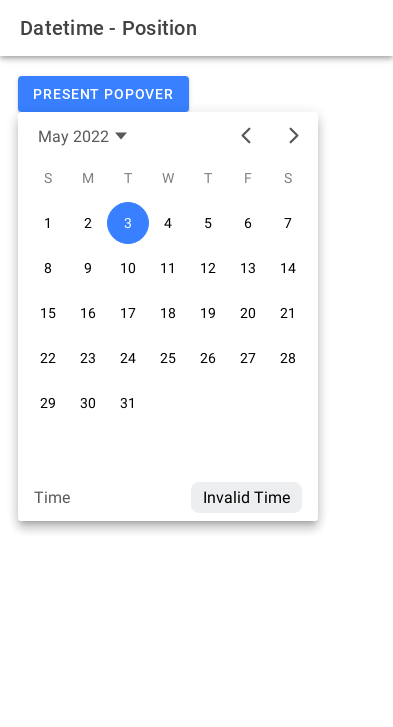 Datetime - Position
PRESENT POPOVER
May 2022
S M T W T F S
1 2 3 4 5 6 7
8 9 10 11 12 13 14
15 16 17 18 19 20 21
22 23 24 25 26 27 28
29 30 31
Time Invalid Time